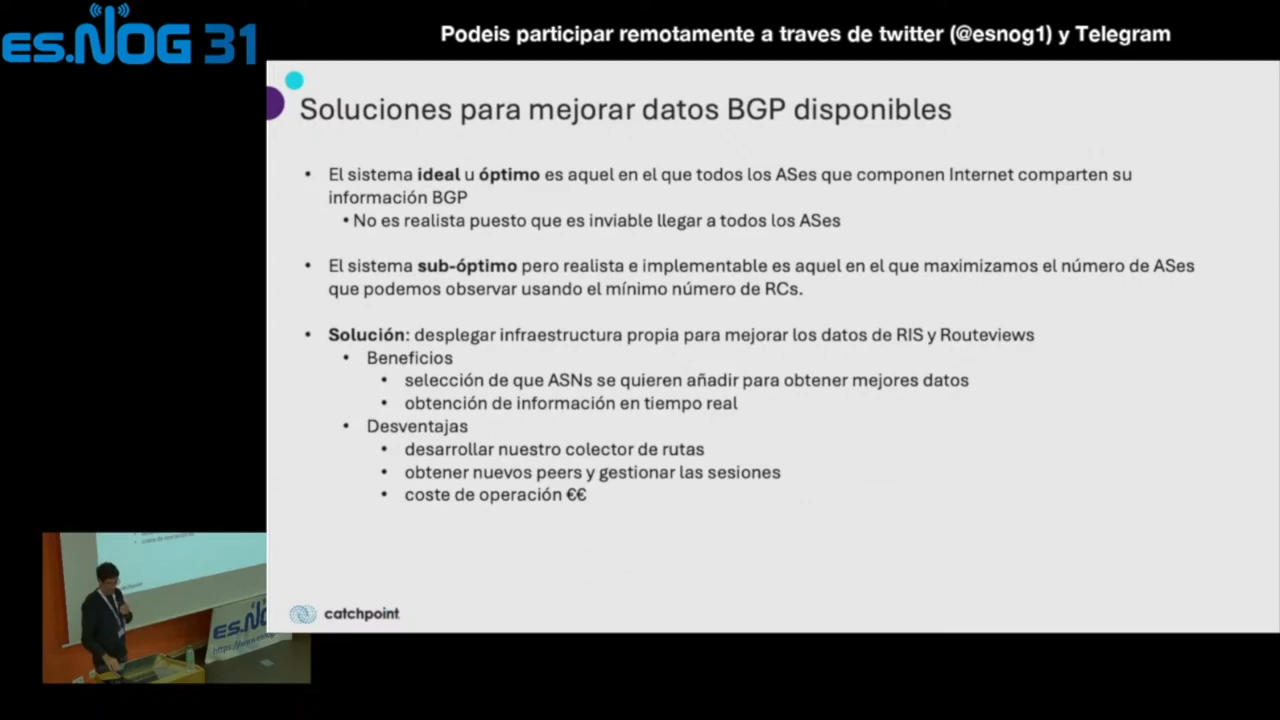 es.NOG 31
Podeis participar remotamente a traves de twitter (@esnog1) y Telegram
Soluciones para mejorar datos BGP disponibles
• El sistema ideal u óptimo es aquel en el que todos los ASes que componen Internet comparten su
información BGP
• No es realista puesto que es inviable llegar a todos los ASes
• El sistema sub-óptimo pero realista e implementable es aquel en el que maximizamos el número de ASes
que podemos observar usando el mínimo número de RCs.
• Solución: desplegar infraestructura propia para mejorar los datos de RIS y Routeviews
• Beneficios
• selección de que ASNs se quieren añadir para obtener mejores datos
• obtención de información en tiempo real
• Desventajas
• desarrollar nuestro colector de rutas
• obtener nuevos peers y gestionar las sesiones
• coste de operación €€
catchpoint
ES.NO